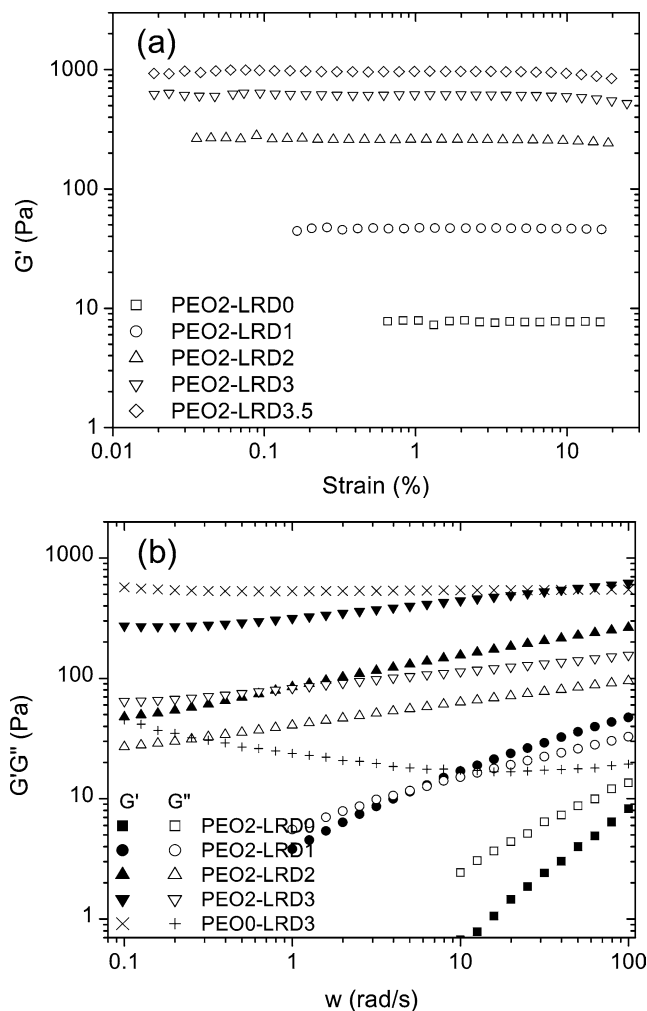 (a)
1000
100
10
1
G' (Pa)
PEO2-LRD0
PEO2-LRD1
PEO2-LRD2
PEO2-LRD3
PEO2-LRD3.5
0.01 0.1 1 10
Strain (%)
(b)
1000
100
10
1
G'G" (Pa)
G' G"
PEO2-LRD0
PEO2-LRD1
PEO2-LRD2
PEO2-LRD3
PEO0-LRD3
0.1 1 10 100
w (rad/s)